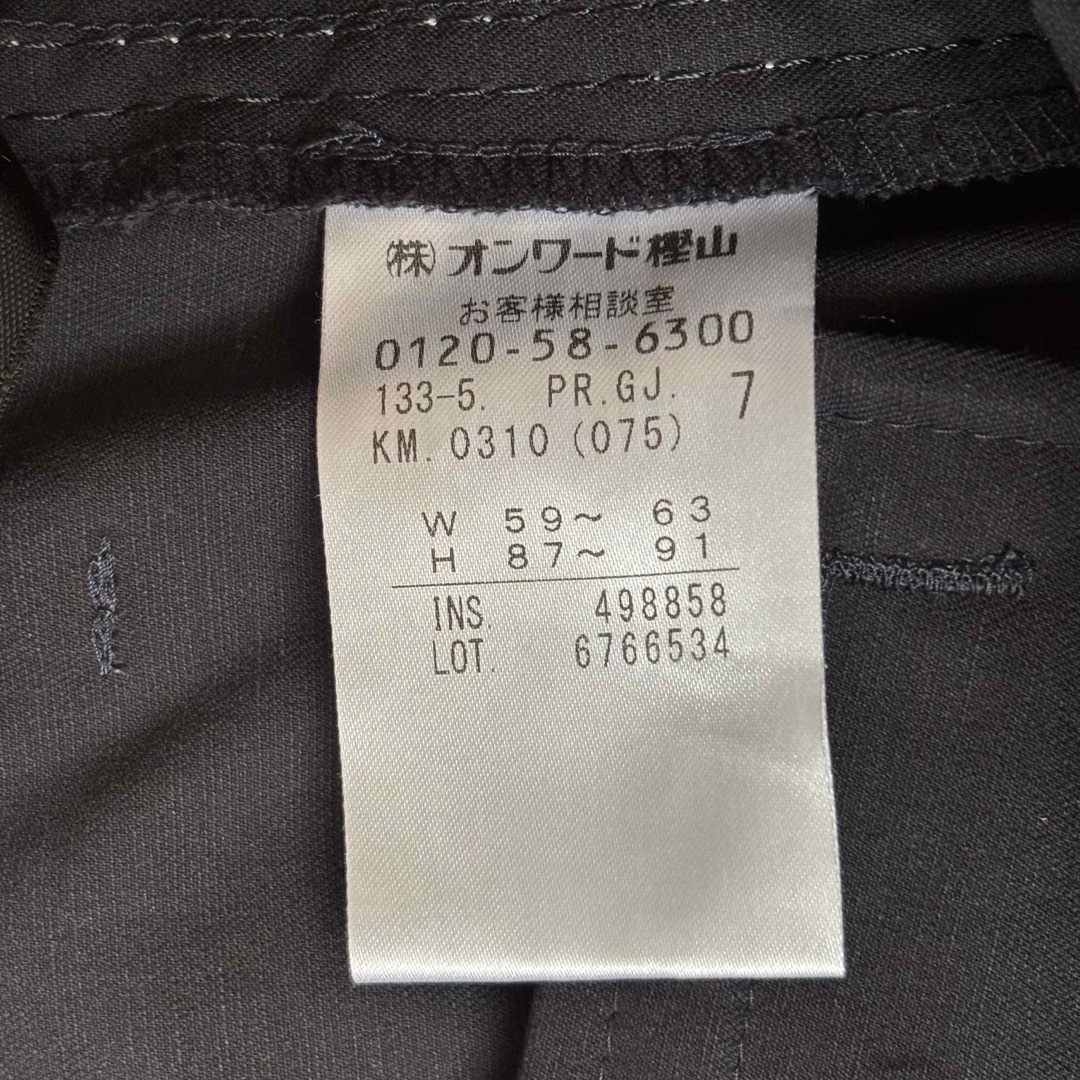 ㈱オンワード樫山
お客様相談室
0120-58-6300
133-5. PR.GJ. 7
KM. 0310 (075)
W 59～ 63
H 87～ 91
INS. 498858
LOT. 6766534